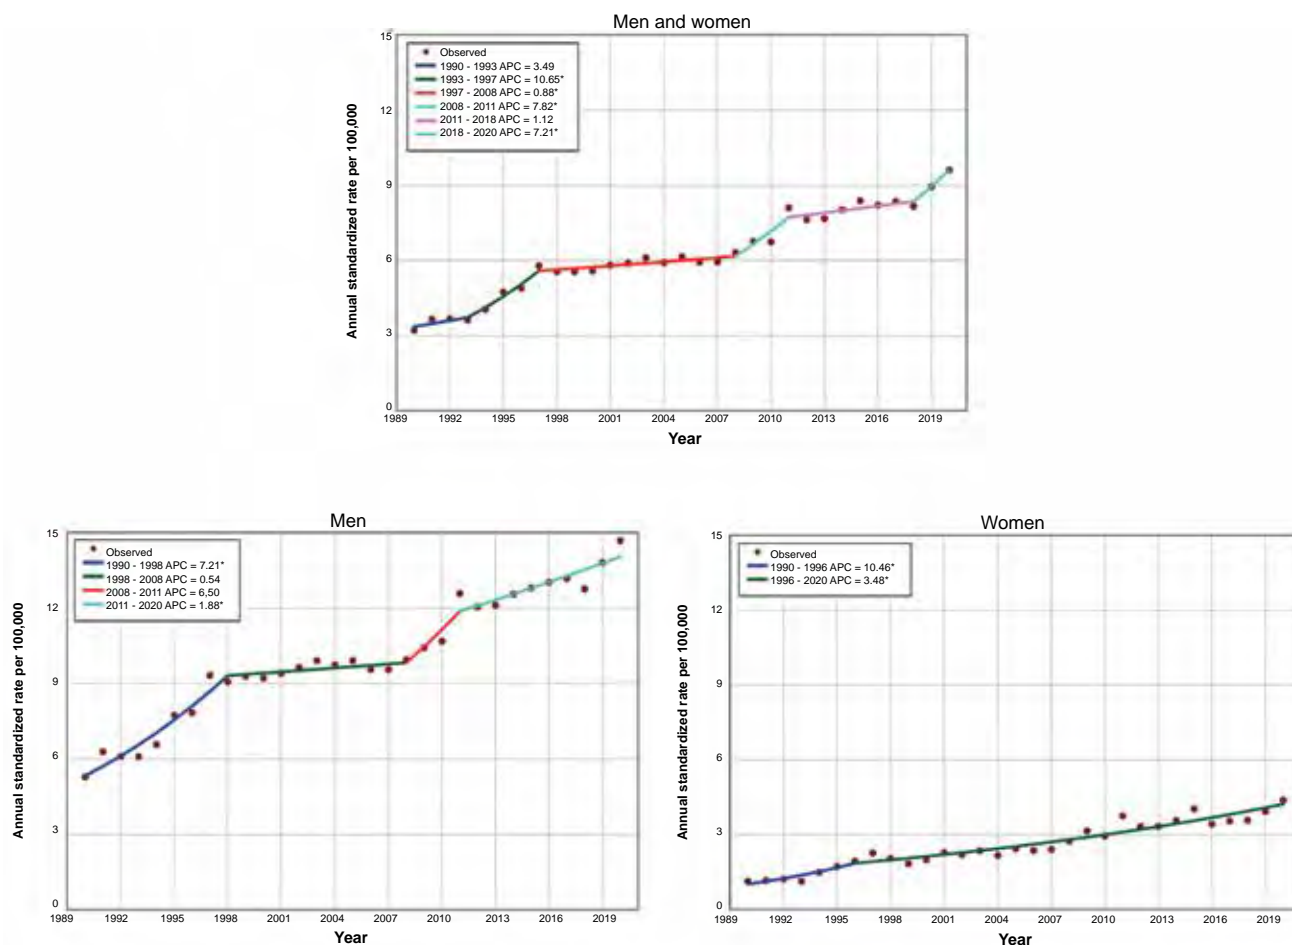 Men and women
15
12
9
6
3
0
Annual standardized rate per 100,000
Observed
1990 - 1993 APC = 3.49
1993 - 1997 APC = 10.65*
1997 - 2008 APC = 0.88*
2008 - 2011 APC = 7.82*
2011 - 2018 APC = 1.12
2018 - 2020 APC = 7.21*
1989 1992 1995 1998 2001 2004 2007 2010 2013 2016 2019
Year
Men
15
12
9
6
3
0
Annual standardized rate per 100,000
Observed
1990 - 1998 APC = 7.21*
1998 - 2008 APC = 0.54
2008 - 2011 APC = 6,50
2011 - 2020 APC = 1.88*
1989 1992 1995 1998 2001 2004 2007 2010 2013 2016 2019
Year
Women
15
12
9
6
3
0
Annual standardized rate per 100,000
Observed
1990 - 1996 APC = 10.46*
1996 - 2020 APC = 3.48*
1989 1992 1995 1998 2001 2004 2007 2010 2013 2016 2019
Year